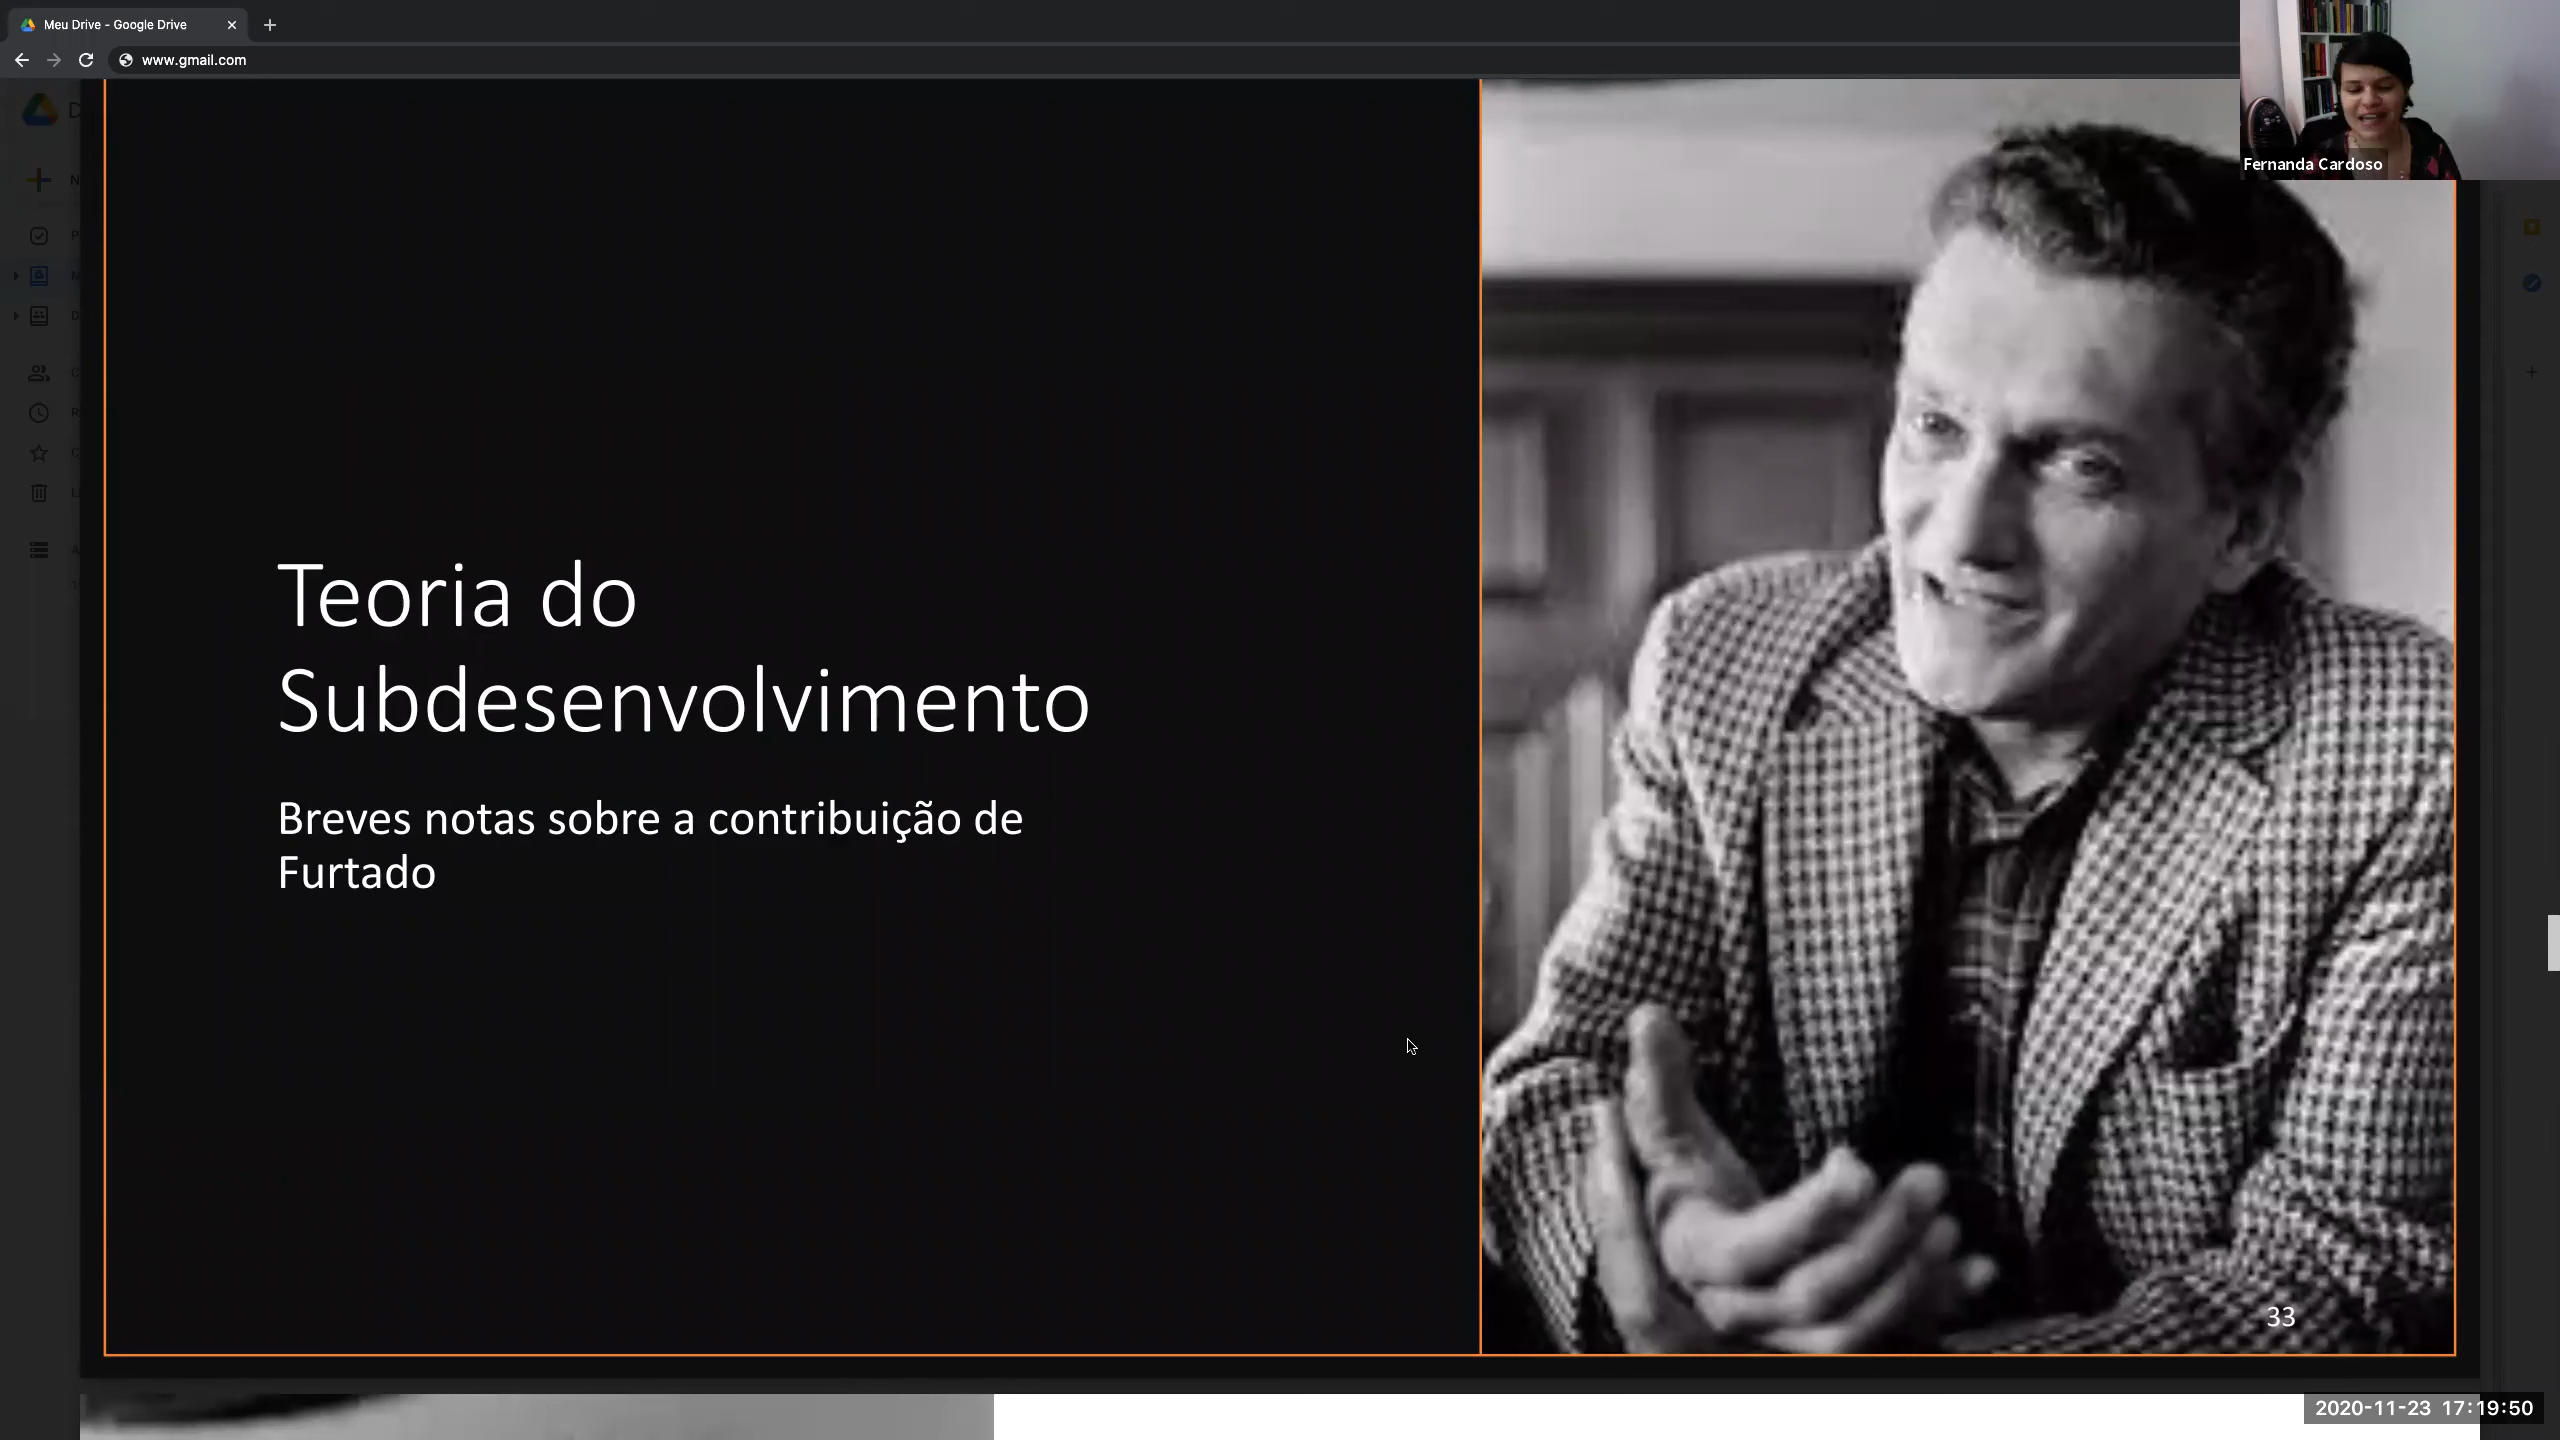 Meu Drive - Google Drive
www.gmail.com
Fernanda Cardoso
Teoria do
Subdesenvolvimento
Breves notas sobre a contribuição de
Furtado
33
2020-11-23 17:19:50